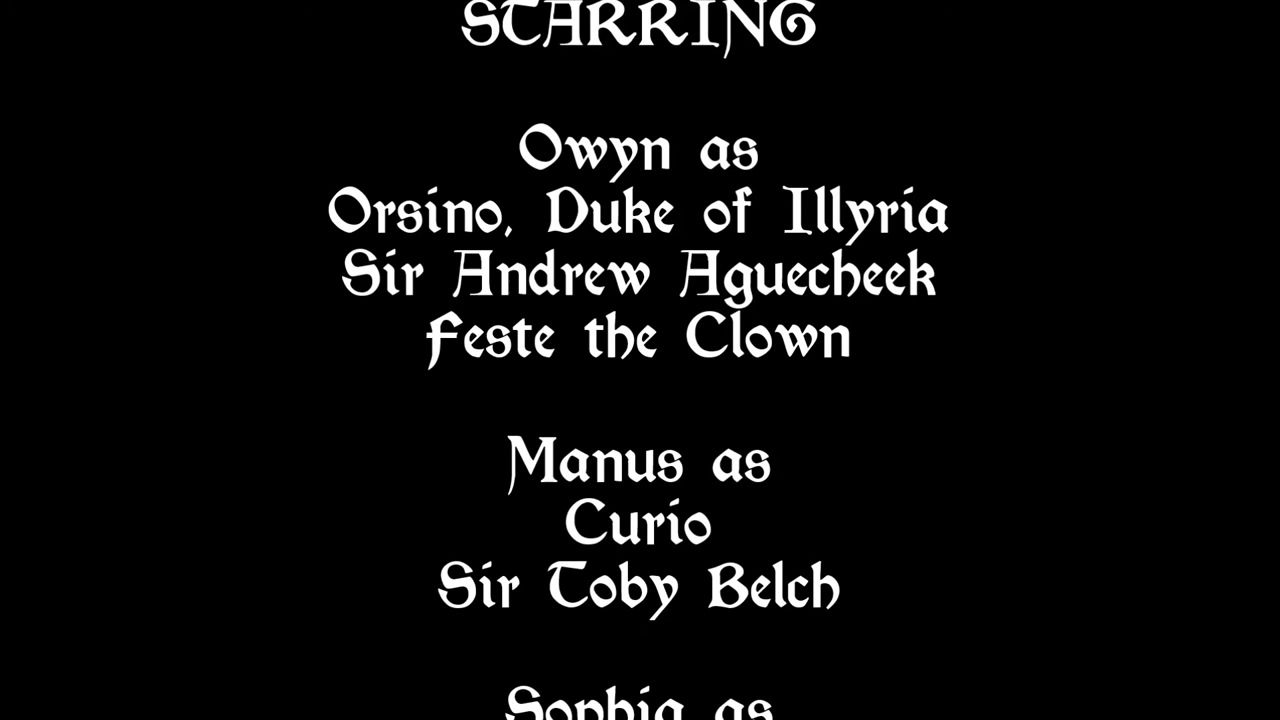 STARRING
Owyn as
Orsino, Duke of Illyria
Sir Andrew Aguecheek
Feste the Clown
Manus as
Curio
Sir Toby Belch
Sophia as